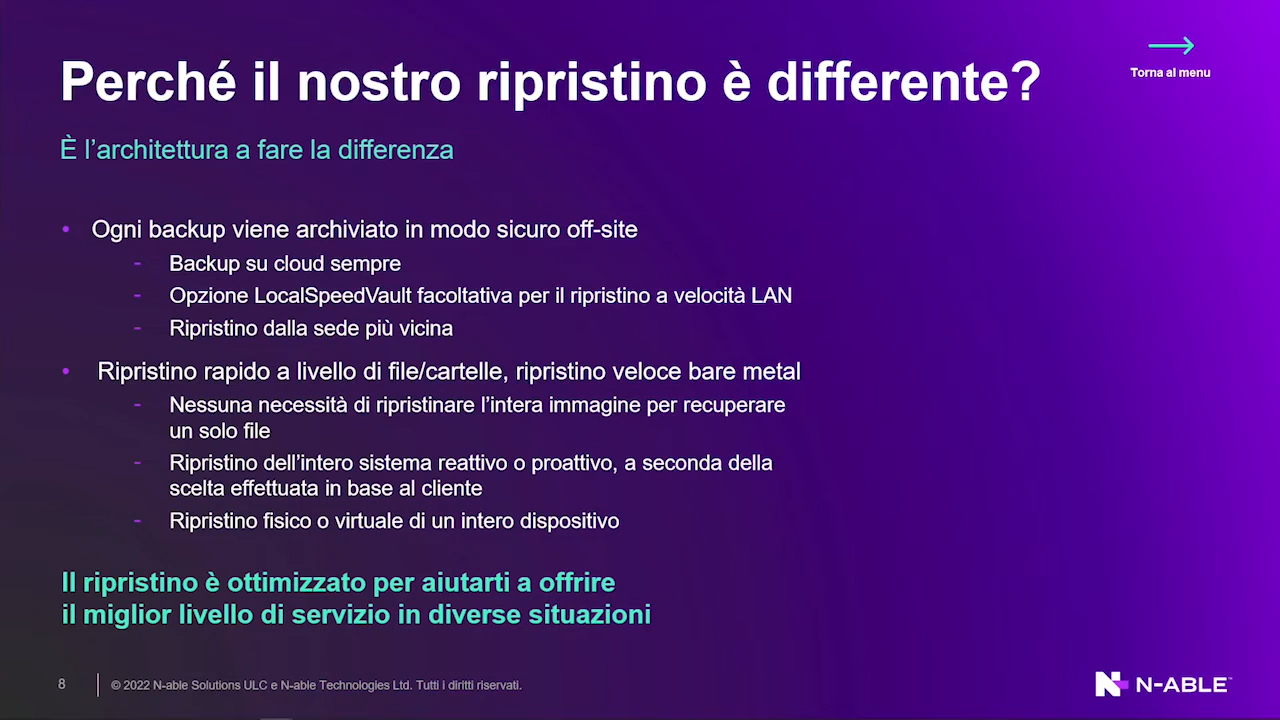 Perché il nostro ripristino è differente?
Torna al menu
È l’architettura a fare la differenza
• Ogni backup viene archiviato in modo sicuro off-site
- Backup su cloud sempre
- Opzione LocalSpeedVault facoltativa per il ripristino a velocità LAN
- Ripristino dalla sede più vicina
• Ripristino rapido a livello di file/cartelle, ripristino veloce bare metal
- Nessuna necessità di ripristinare l’intera immagine per recuperare
un solo file
- Ripristino dell’intero sistema reattivo o proattivo, a seconda della
scelta effettuata in base al cliente
- Ripristino fisico o virtuale di un intero dispositivo
Il ripristino è ottimizzato per aiutarti a offrire
il miglior livello di servizio in diverse situazioni
8
© 2022 N-able Solutions ULC e N-able Technologies Ltd. Tutti i diritti riservati.
N-ABLE™